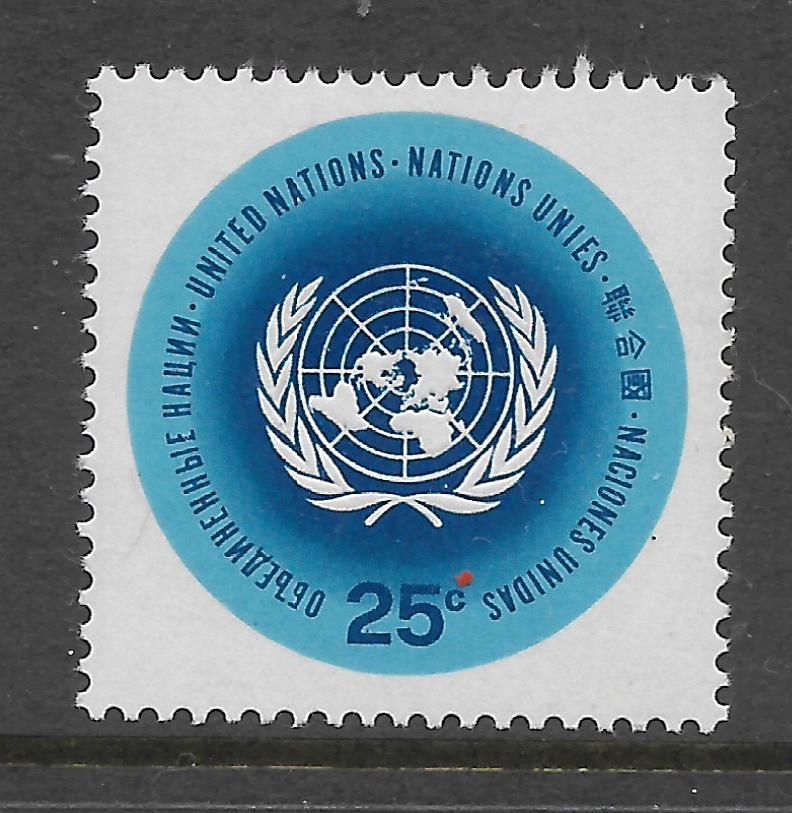 ОБЪЕДИНЕННЫЕ НАЦИИ · UNITED NATIONS · NATIONS UNIES · 聯合國 · NACIONES UNIDAS
25c